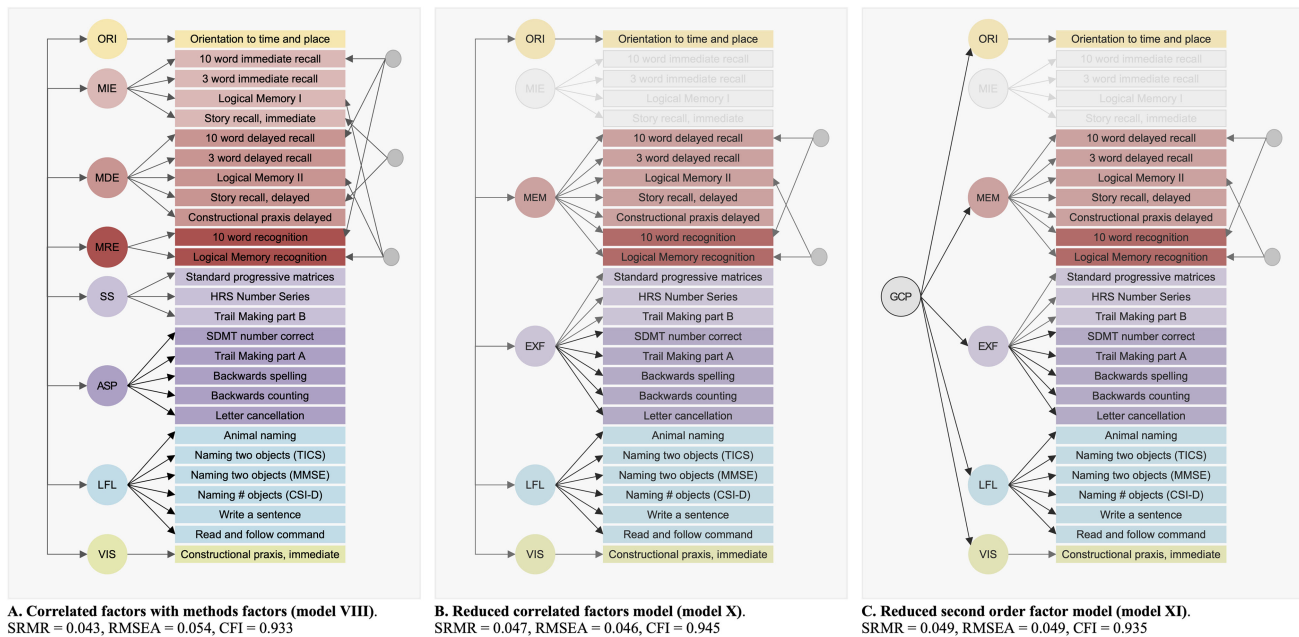 ORI
Orientation to time and place
10 word immediate recall
MIE
3 word immediate recall
Logical Memory I
Story recall, immediate
10 word delayed recall
3 word delayed recall
MDE
Logical Memory II
Story recall, delayed
Constructional praxis delayed
MRE
10 word recognition
Logical Memory recognition
Standard progressive matrices
SS
HRS Number Series
Trail Making part B
SDMT number correct
Trail Making part A
ASP
Backwards spelling
Backwards counting
Letter cancellation
Animal naming
Naming two objects (TICS)
LFL
Naming two objects (MMSE)
Naming # objects (CSI-D)
Write a sentence
Read and follow command
VIS
Constructional praxis, immediate
A. Correlated factors with methods factors (model VIII).
SRMR = 0.043, RMSEA = 0.054, CFI = 0.933
ORI
Orientation to time and place
10 word immediate recall
MIE
3 word immediate recall
Logical Memory I
Story recall, immediate
10 word delayed recall
3 word delayed recall
Logical Memory II
MEM
Story recall, delayed
Constructional praxis delayed
10 word recognition
Logical Memory recognition
Standard progressive matrices
HRS Number Series
Trail Making part B
SDMT number correct
EXF
Trail Making part A
Backwards spelling
Backwards counting
Letter cancellation
Animal naming
Naming two objects (TICS)
Naming two objects (MMSE)
LFL
Naming # objects (CSI-D)
Write a sentence
Read and follow command
VIS
Constructional praxis, immediate
B. Reduced correlated factors model (model X).
SRMR = 0.047, RMSEA = 0.046, CFI = 0.945
GCP
ORI
Orientation to time and place
10 word immediate recall
MIE
3 word immediate recall
Logical Memory I
Story recall, immediate
10 word delayed recall
3 word delayed recall
Logical Memory II
MEM
Story recall, delayed
Constructional praxis delayed
10 word recognition
Logical Memory recognition
Standard progressive matrices
HRS Number Series
Trail Making part B
SDMT number correct
EXF
Trail Making part A
Backwards spelling
Backwards counting
Letter cancellation
Animal naming
Naming two objects (TICS)
Naming two objects (MMSE)
LFL
Naming # objects (CSI-D)
Write a sentence
Read and follow command
VIS
Constructional praxis, immediate
C. Reduced second order factor model (model XI).
SRMR = 0.049, RMSEA = 0.049, CFI = 0.935